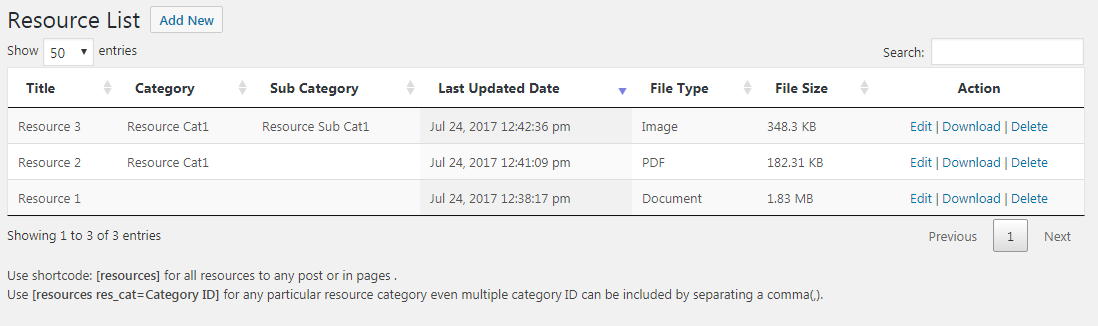 Resource List Add New
Show 50 entries Search:
Title Category Sub Category Last Updated Date File Type File Size Action
Resource 3 Resource Cat1 Resource Sub Cat1 Jul 24, 2017 12:42:36 pm Image 348.3 KB Edit | Download | Delete
Resource 2 Resource Cat1 Jul 24, 2017 12:41:09 pm PDF 182.31 KB Edit | Download | Delete
Resource 1 Jul 24, 2017 12:38:17 pm Document 1.83 MB Edit | Download | Delete
Showing 1 to 3 of 3 entries Previous 1 Next
Use shortcode: [resources] for all resources to any post or in pages .
Use [resources res_cat=Category ID] for any particular resource category even multiple category ID can be included by separating a comma(,).